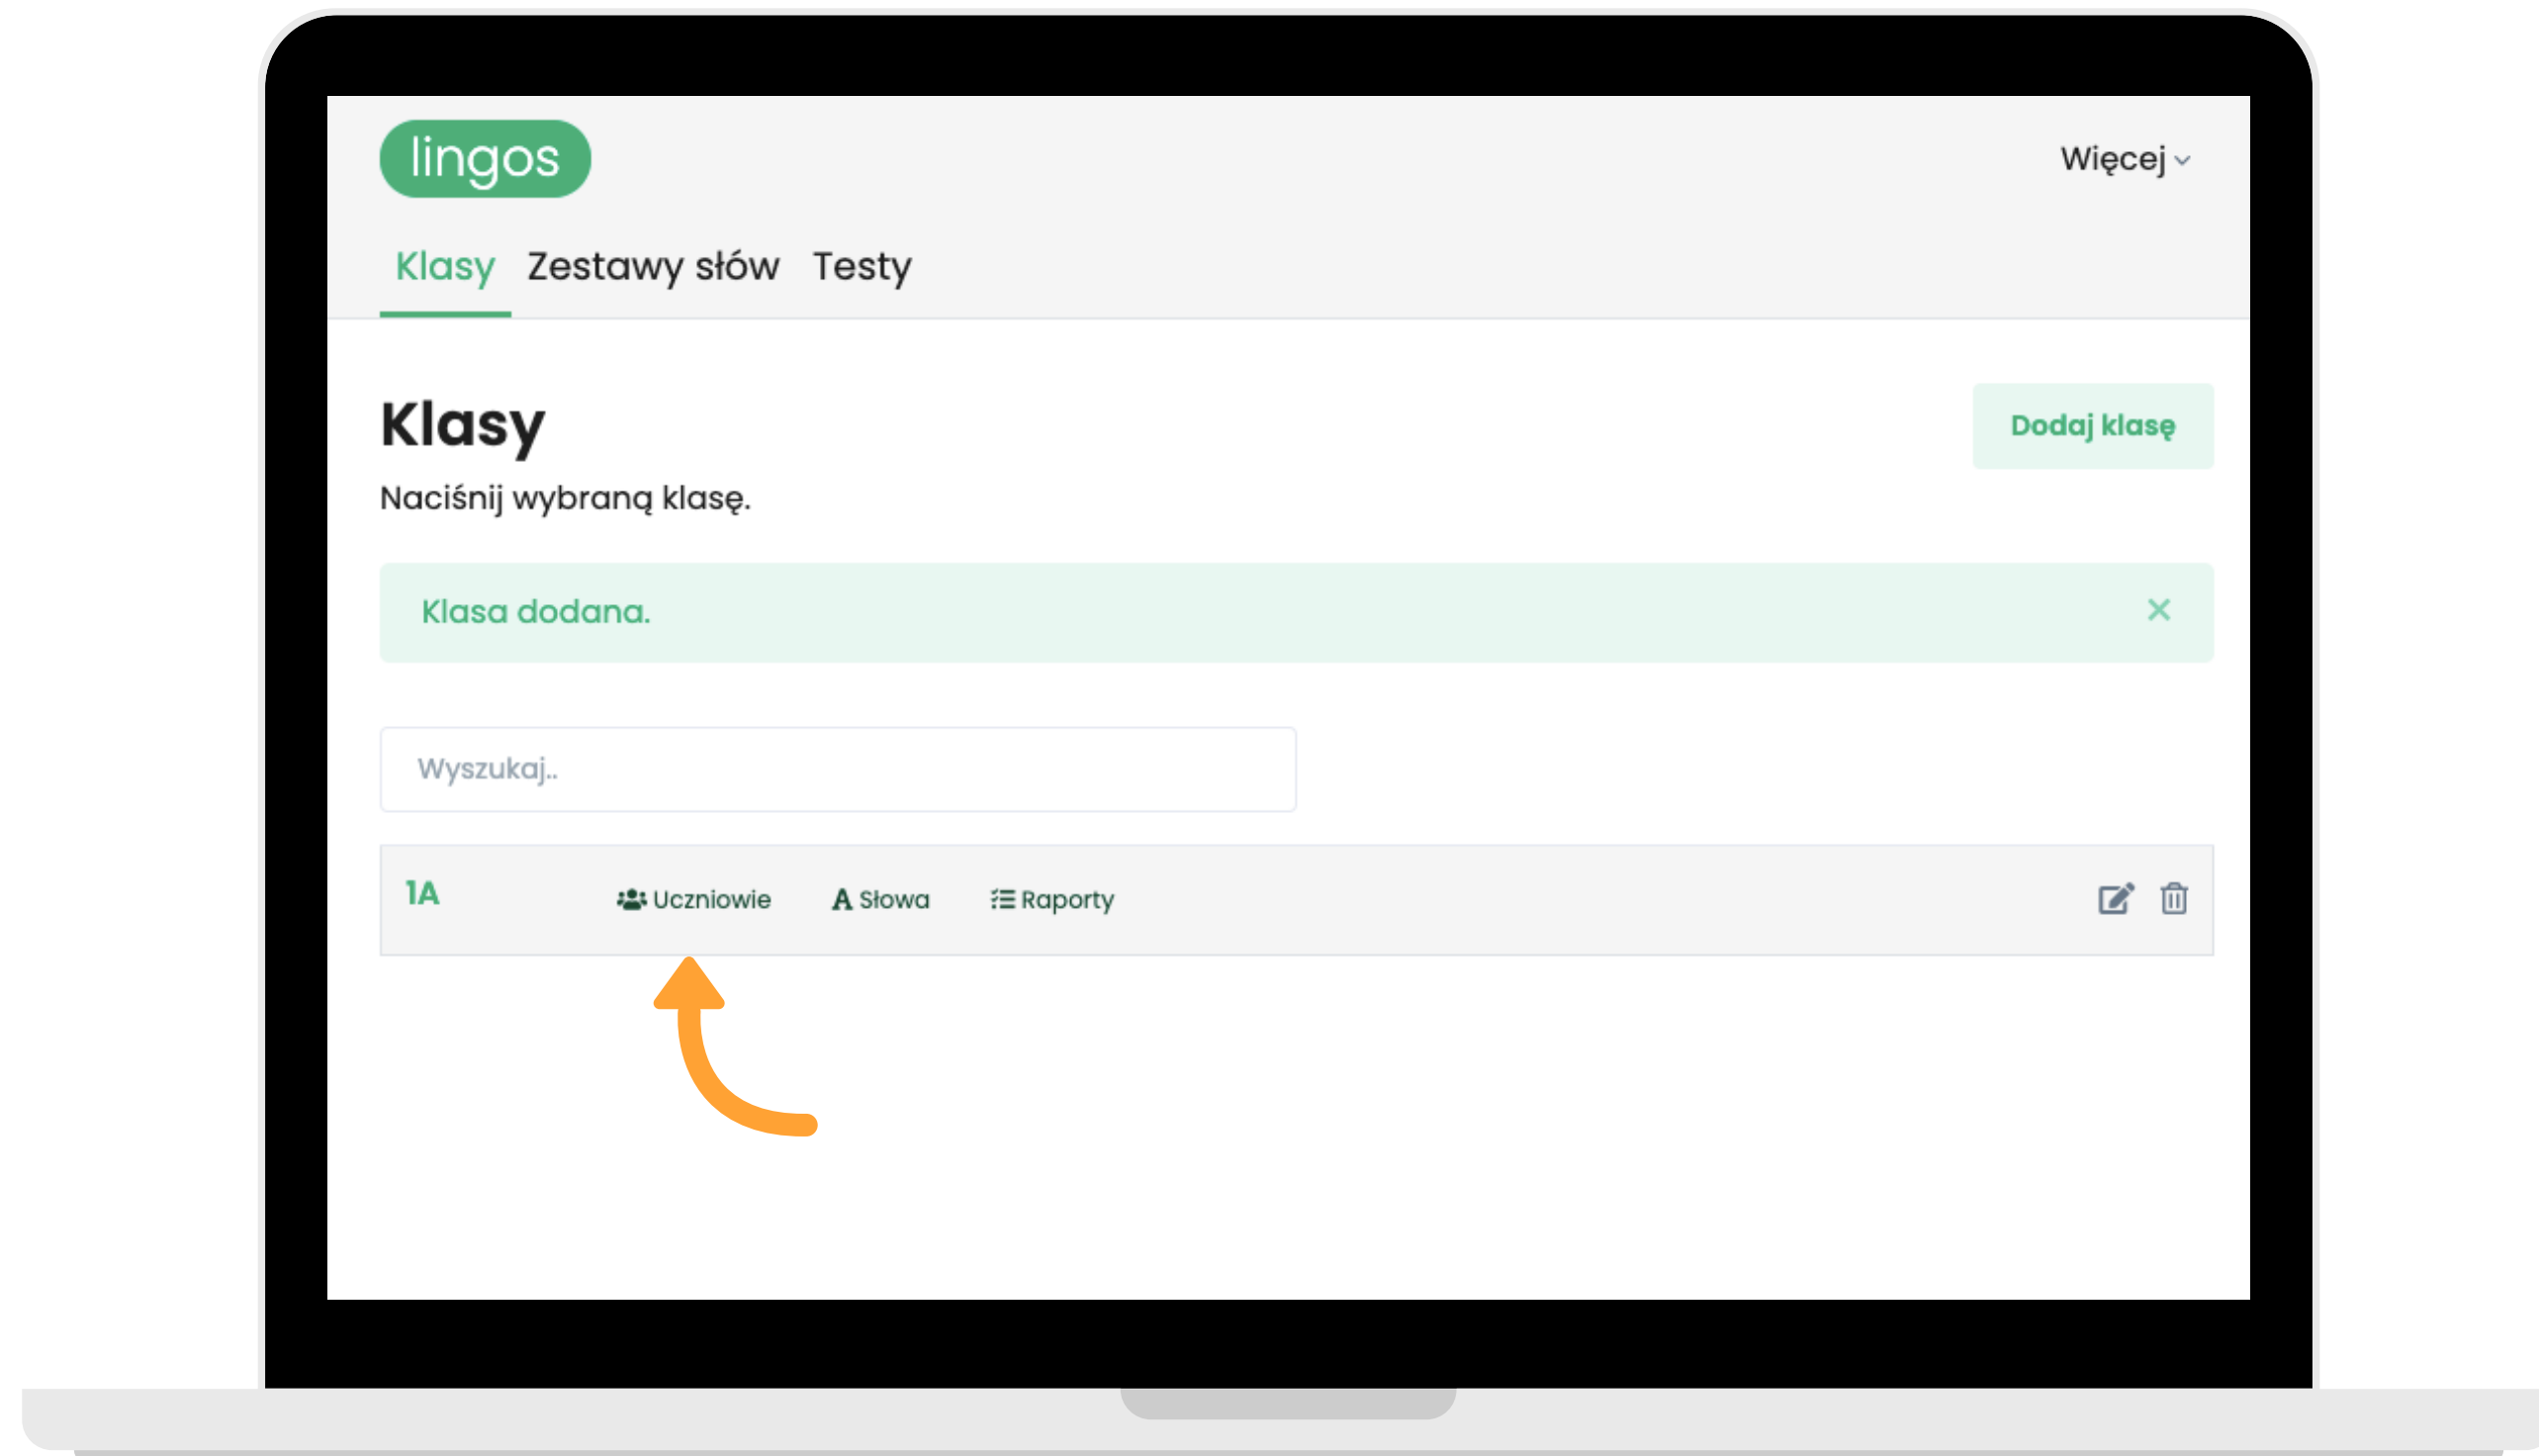 lingos
Więcej
Klasy Zestawy słów Testy
Klasy
Dodaj klasę
Naciśnij wybraną klasę.
Klasa dodana.
Wyszukaj..
1A Uczniowie A Słowa Raporty